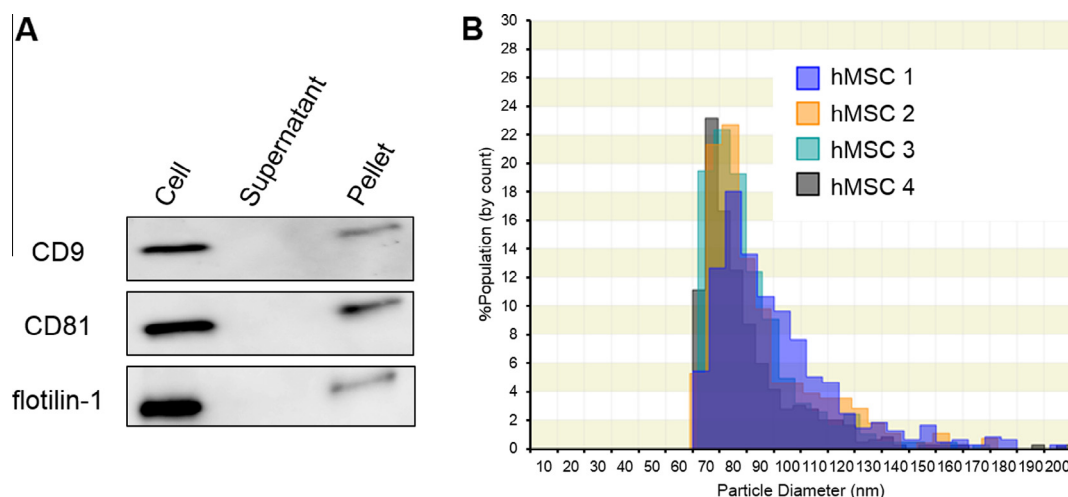 A
Cell
Supernatant
Pellet
CD9
CD81
flotilin-1
B
%Population (by count)
30
28
26
24
22
20
18
16
14
12
10
8
6
4
2
0
hMSC 1
hMSC 2
hMSC 3
hMSC 4
10 20 30 40 50 60 70 80 90 100 110 120 130 140 150 160 170 180 190 200
Particle Diameter (nm)